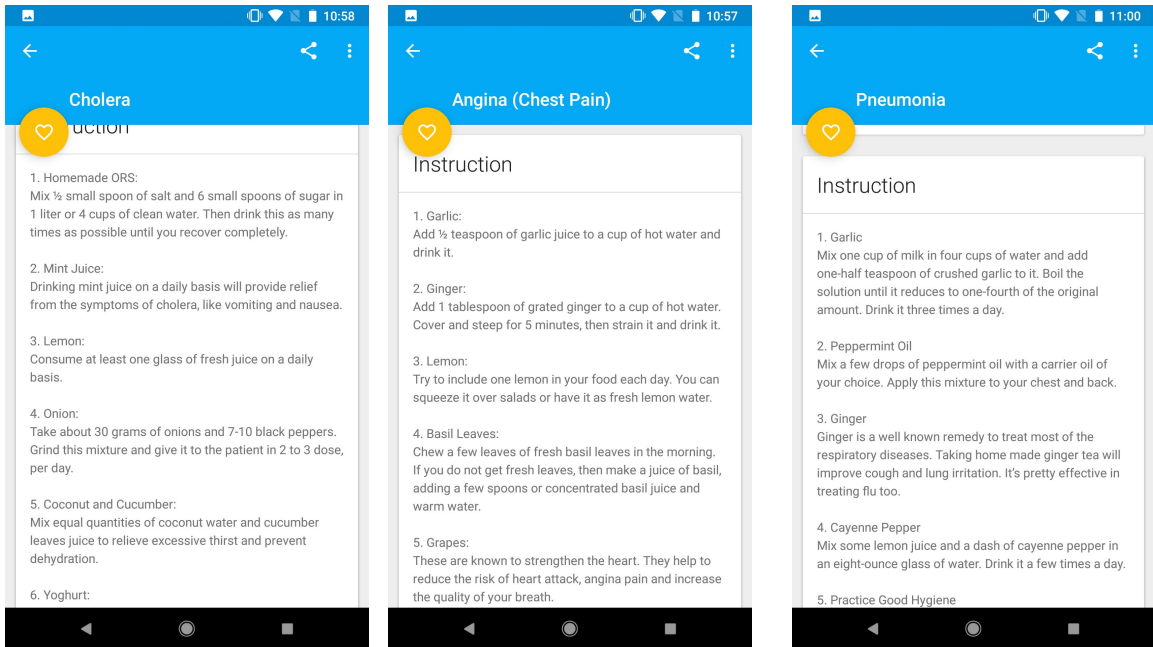 10:58
Cholera
uction
1. Homemade ORS:
Mix ½ small spoon of salt and 6 small spoons of sugar in
1 liter or 4 cups of clean water. Then drink this as many
times as possible until you recover completely.
2. Mint Juice:
Drinking mint juice on a daily basis will provide relief
from the symptoms of cholera, like vomiting and nausea.
3. Lemon:
Consume at least one glass of fresh juice on a daily
basis.
4. Onion:
Take about 30 grams of onions and 7-10 black peppers.
Grind this mixture and give it to the patient in 2 to 3 dose,
per day.
5. Coconut and Cucumber:
Mix equal quantities of coconut water and cucumber
leaves juice to relieve excessive thirst and prevent
dehydration.
6. Yoghurt:
10:57
Angina (Chest Pain)
Instruction
1. Garlic:
Add ½ teaspoon of garlic juice to a cup of hot water and
drink it.
2. Ginger:
Add 1 tablespoon of grated ginger to a cup of hot water.
Cover and steep for 5 minutes, then strain it and drink it.
3. Lemon:
Try to include one lemon in your food each day. You can
squeeze it over salads or have it as fresh lemon water.
4. Basil Leaves:
Chew a few leaves of fresh basil leaves in the morning.
If you do not get fresh leaves, then make a juice of basil,
adding a few spoons or concentrated basil juice and
warm water.
5. Grapes:
These are known to strengthen the heart. They help to
reduce the risk of heart attack, angina pain and increase
the quality of your breath.
11:00
Pneumonia
Instruction
1. Garlic
Mix one cup of milk in four cups of water and add
one-half teaspoon of crushed garlic to it. Boil the
solution until it reduces to one-fourth of the original
amount. Drink it three times a day.
2. Peppermint Oil
Mix a few drops of peppermint oil with a carrier oil of
your choice. Apply this mixture to your chest and back.
3. Ginger
Ginger is a well known remedy to treat most of the
respiratory diseases. Taking home made ginger tea will
improve cough and lung irritation. It's pretty effective in
treating flu too.
4. Cayenne Pepper
Mix some lemon juice and a dash of cayenne pepper in
an eight-ounce glass of water. Drink it a few times a day.
5. Practice Good Hygiene